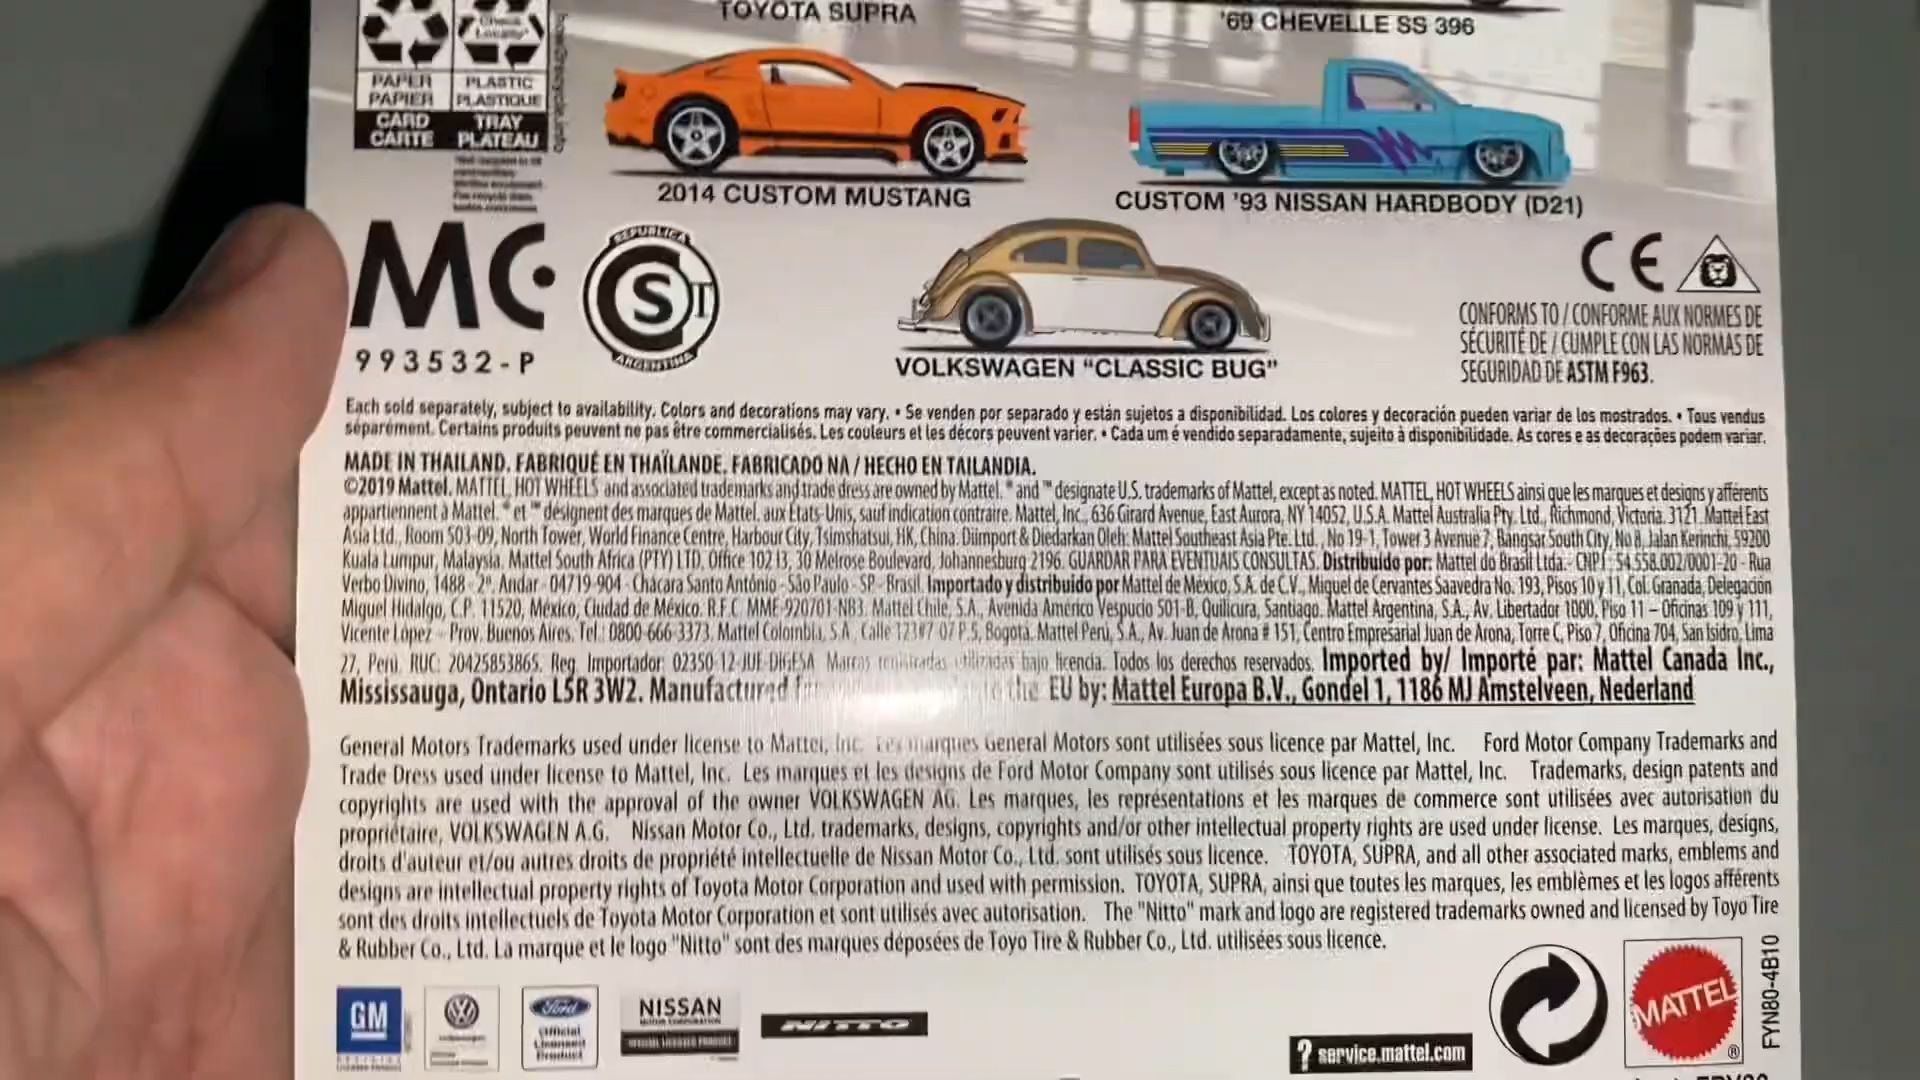 TOYOTA SUPRA
'69 CHEVELLE SS 396
Check
Locally*
PAPER
PAPIER
PLASTIC
PLASTIQUE
CARD
CARTE
TRAY
PLATEAU
2014 CUSTOM MUSTANG
CUSTOM '93 NISSAN HARDBODY (D21)
MC
993532-P
REPUBLICA
S
ARGENTINA
VOLKSWAGEN “CLASSIC BUG”
CE
CONFORMS TO / CONFORME AUX NORMES DE
SÉCURITÉ DE / CUMPLE CON LAS NORMAS DE
SEGURIDAD DE ASTM F963.
Each sold separately, subject to availability. Colors and decorations may vary. • Se venden por separado y están sujetos a disponibilidad. Los colores y decoración pueden variar de los mostrados. • Tous vendus
séparément. Certains produits peuvent ne pas être commercialisés. Les couleurs et les décors peuvent varier. • Cada um é vendido separadamente, sujeito à disponibilidade. As cores e as decorações podem variar.
MADE IN THAILAND. FABRIQUÉ EN THAÏLANDE. FABRICADO NA / HECHO EN TAILANDIA.
©2019 Mattel. MATTEL, HOT WHEELS and associated trademarks and trade dress are owned by Mattel. ® and ™ designate U.S. trademarks of Mattel, except as noted. MATTEL, HOT WHEELS ainsi que les marques et designs y afférents
appartiennent à Mattel. ® et ™ désignent des marques de Mattel. aux États-Unis, sauf indication contraire. Mattel, Inc., 636 Girard Avenue, East Aurora, NY 14052, U.S.A. Mattel Australia Pty. Ltd., Richmond, Victoria. 3121. Mattel East
Asia Ltd., Room 503-09, North Tower, World Finance Centre, Harbour City, Tsimshatsui, HK, China. Diimport & Diedarkan Oleh: Mattel Southeast Asia Pte. Ltd., No 19-1, Tower 3 Avenue 7, Bangsar South City, No 8, Jalan Kerinchi, 59200
Kuala Lumpur, Malaysia. Mattel South Africa (PTY) LTD, Office 102 I3, 30 Melrose Boulevard, Johannesburg 2196. GUARDAR PARA EVENTUAIS CONSULTAS. Distribuido por: Mattel do Brasil Ltda.- CNPJ: 54.558.002/0001-20 - Rua
Verbo Divino, 1488 - 2º. Andar - 04719-904 - Chácara Santo Antônio - São Paulo - SP - Brasil. Importado y distribuido por Mattel de México, S.A. de C.V., Miguel de Cervantes Saavedra No. 193, Pisos 10 y 11, Col. Granada, Delegación
Miguel Hidalgo, C.P. 11520, México, Ciudad de México. R.F.C. MME-920701-NB3. Mattel Chile, S.A., Avenida Américo Vespucio 501-B, Quilicura, Santiago. Mattel Argentina, S.A., Av. Libertador 1000, Piso 11 – Oficinas 109 y 111,
Vicente López - Prov. Buenos Aires. Tel.: 0800-666-3373. Mattel Colombia, S.A., Calle 123#7-07 P.5, Bogotá. Mattel Perú, S.A., Av. Juan de Arona # 151, Centro Empresarial Juan de Arona, Torre C, Piso 7, Oficina 704, San Isidro, Lima
27, Perú. RUC: 20425853865. Reg. Importador: 02350-12-JUE-DIGESA. Marcas registradas utilizadas bajo licencia. Todos los derechos reservados. Imported by/ Importé par: Mattel Canada Inc.,
Mississauga, Ontario L5R 3W2. Manufactured the EU by: Mattel Europa B.V., Gondel 1, 1186 MJ Amstelveen, Nederland
General Motors Trademarks used under license to Mattel, Inc. Les marques General Motors sont utilisées sous licence par Mattel, Inc. Ford Motor Company Trademarks and
Trade Dress used under license to Mattel, Inc. Les marques et les designs de Ford Motor Company sont utilisés sous licence par Mattel, Inc. Trademarks, design patents and
copyrights are used with the approval of the owner VOLKSWAGEN AG. Les marques, les représentations et les marques de commerce sont utilisées avec autorisation du
propriétaire, VOLKSWAGEN A.G. Nissan Motor Co., Ltd. trademarks, designs, copyrights and/or other intellectual property rights are used under license. Les marques, designs,
droits d'auteur et/ou autres droits de propriété intellectuelle de Nissan Motor Co., Ltd. sont utilisés sous licence. TOYOTA, SUPRA, and all other associated marks, emblems and
designs are intellectual property rights of Toyota Motor Corporation and used with permission. TOYOTA, SUPRA, ainsi que toutes les marques, les emblèmes et les logos afférents
sont des droits intellectuels de Toyota Motor Corporation et sont utilisés avec autorisation. The "Nitto" mark and logo are registered trademarks owned and licensed by Toyo Tire
& Rubber Co., Ltd. La marque et le logo "Nitto" sont des marques déposées de Toyo Tire & Rubber Co., Ltd. utilisées sous licence.
GM
Volkswagen
Ford
Official
Licensed
Product
NISSAN
MOTOR CORPORATION
OFFICIAL LICENSED PRODUCT
NITTO
? service.mattel.com
MATTEL
®
FYN80-4B10